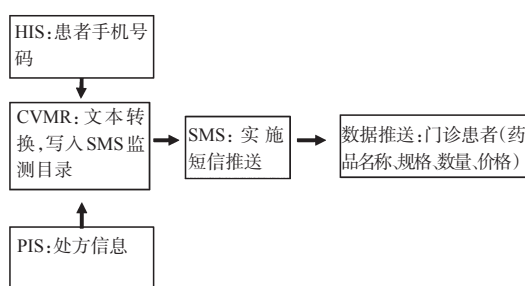 HIS:患者手机号
码
CVMR:文本转
换,写入SMS监
测目录
SMS:实施
短信推送
数据推送:门诊患者(药
品名称、规格、数量、价格)
PIS:处方信息